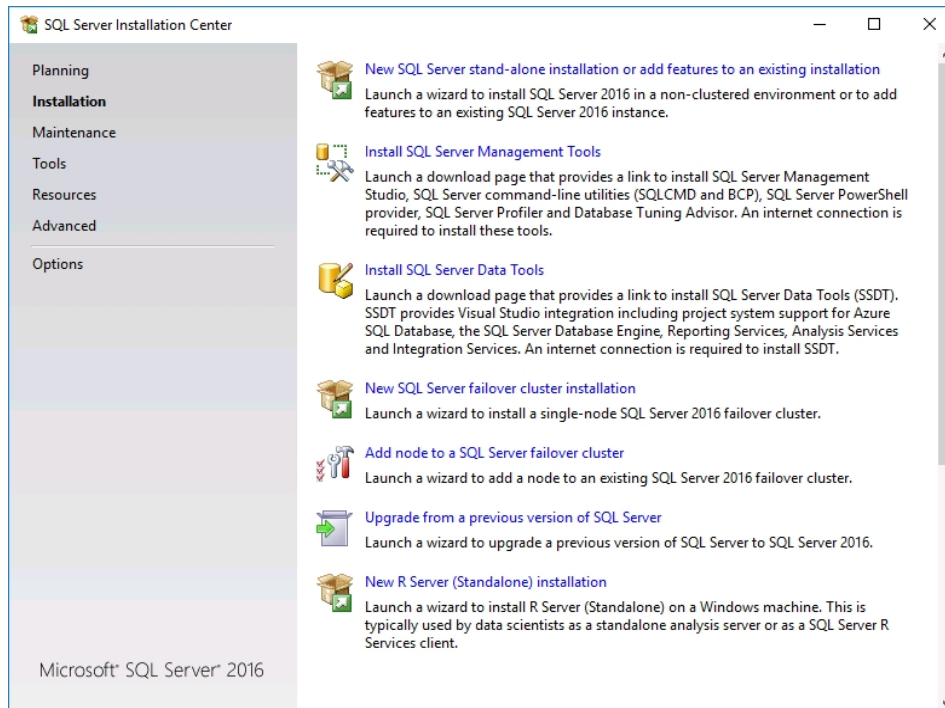 SQL Server Installation Center
Planning
Installation
Maintenance
Tools
Resources
Advanced
Options
New SQL Server stand-alone installation or add features to an existing installation
Launch a wizard to install SQL Server 2016 in a non-clustered environment or to add
features to an existing SQL Server 2016 instance.
Install SQL Server Management Tools
Launch a download page that provides a link to install SQL Server Management
Studio, SQL Server command-line utilities (SQLCMD and BCP), SQL Server PowerShell
provider, SQL Server Profiler and Database Tuning Advisor. An internet connection is
required to install these tools.
Install SQL Server Data Tools
Launch a download page that provides a link to install SQL Server Data Tools (SSDT).
SSDT provides Visual Studio integration including project system support for Azure
SQL Database, the SQL Server Database Engine, Reporting Services, Analysis Services
and Integration Services. An internet connection is required to install SSDT.
New SQL Server failover cluster installation
Launch a wizard to install a single-node SQL Server 2016 failover cluster.
Add node to a SQL Server failover cluster
Launch a wizard to add a node to an existing SQL Server 2016 failover cluster.
Upgrade from a previous version of SQL Server
Launch a wizard to upgrade a previous version of SQL Server to SQL Server 2016.
New R Server (Standalone) installation
Launch a wizard to install R Server (Standalone) on a Windows machine. This is
typically used by data scientists as a standalone analysis server or as a SQL Server R
Services client.
Microsoft® SQL Server® 2016